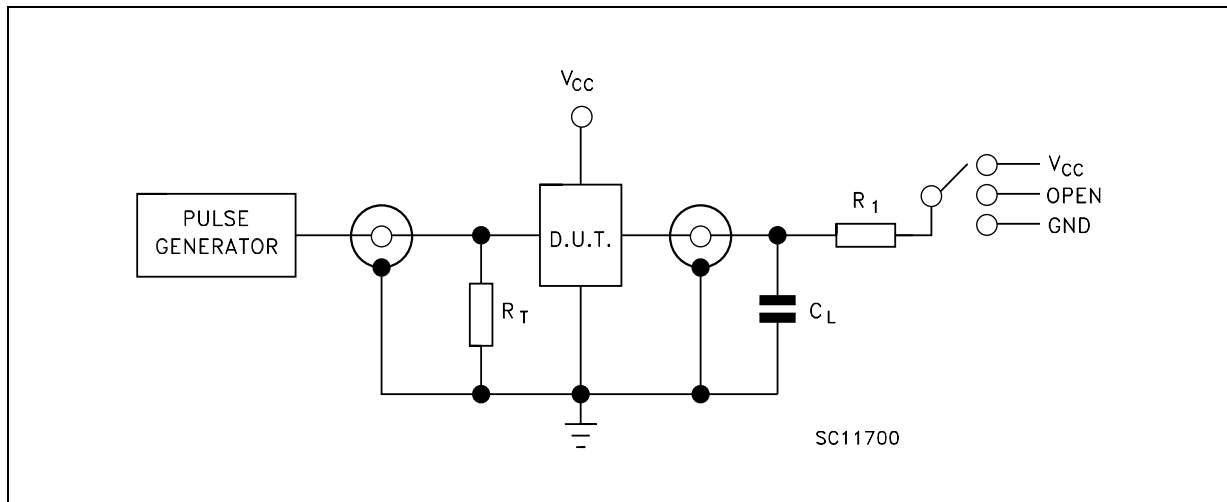 VCC
PULSE
GENERATOR
D.U.T.
RT
CL
R1
VCC
OPEN
GND
SC11700